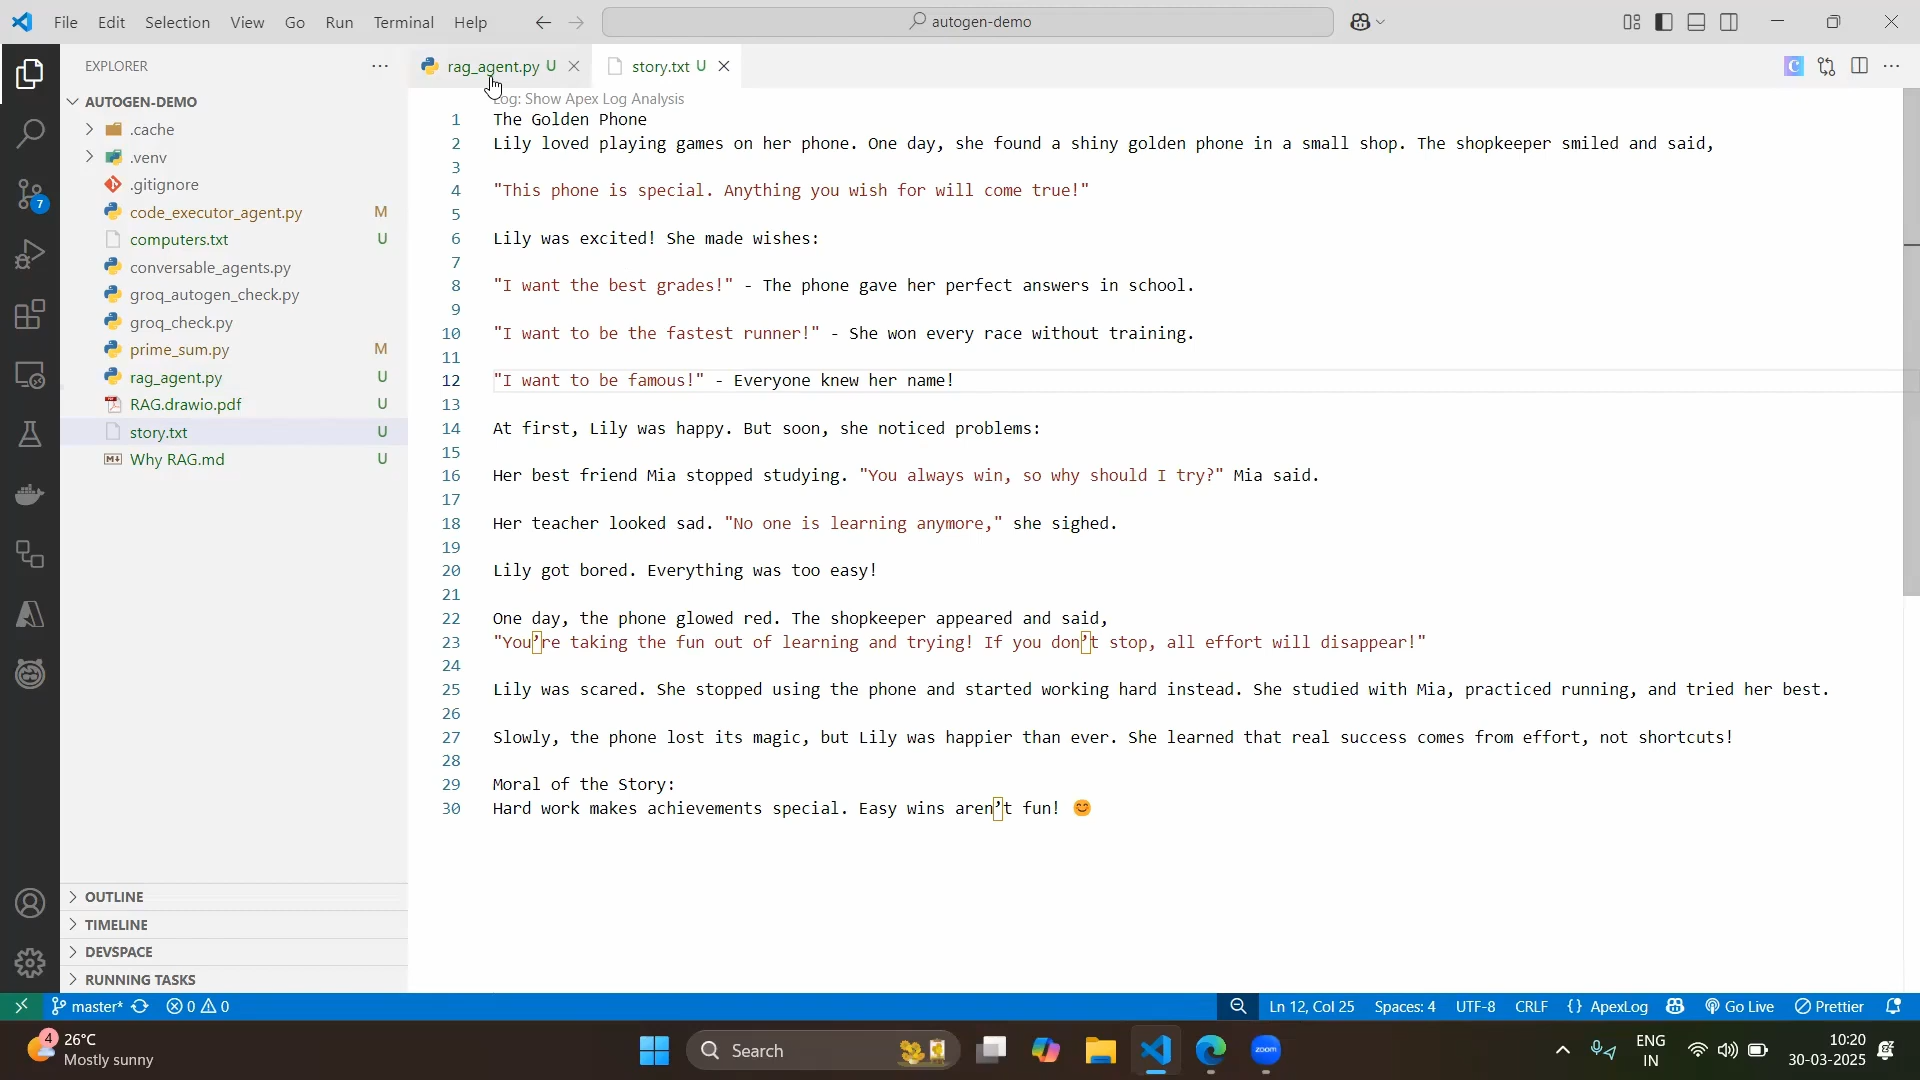 File Edit Selection View Go Run Terminal Help
autogen-demo
EXPLORER
rag_agent.py U
story.txt U
AUTOGEN-DEMO
.cache
.venv
.gitignore
code_executor_agent.py M
computers.txt U
conversable_agents.py
groq_autogen_check.py
groq_check.py
prime_sum.py M
rag_agent.py U
RAG.drawio.pdf U
story.txt U
Why RAG.md U
7
OUTLINE
TIMELINE
DEVSPACE
RUNNING TASKS
Log: Show Apex Log Analysis
1 The Golden Phone
2 Lily loved playing games on her phone. One day, she found a shiny golden phone in a small shop. The shopkeeper smiled and said,
3
4 "This phone is special. Anything you wish for will come true!"
5
6 Lily was excited! She made wishes:
7
8 "I want the best grades!" - The phone gave her perfect answers in school.
9
10 "I want to be the fastest runner!" - She won every race without training.
11
12 "I want to be famous!" - Everyone knew her name!
13
14 At first, Lily was happy. But soon, she noticed problems:
15
16 Her best friend Mia stopped studying. "You always win, so why should I try?" Mia said.
17
18 Her teacher looked sad. "No one is learning anymore," she sighed.
19
20 Lily got bored. Everything was too easy!
21
22 One day, the phone glowed red. The shopkeeper appeared and said,
23 "You’re taking the fun out of learning and trying! If you don’t stop, all effort will disappear!"
24
25 Lily was scared. She stopped using the phone and started working hard instead. She studied with Mia, practiced running, and tried her best.
26
27 Slowly, the phone lost its magic, but Lily was happier than ever. She learned that real success comes from effort, not shortcuts!
28
29 Moral of the Story:
30 Hard work makes achievements special. Easy wins aren’t fun! 😊
master* 0 0
Ln 12, Col 25 Spaces: 4 UTF-8 CRLF {} ApexLog Go Live Prettier
4
26°C
Mostly sunny
Search
zoom
ENG
IN
10:20
30-03-2025